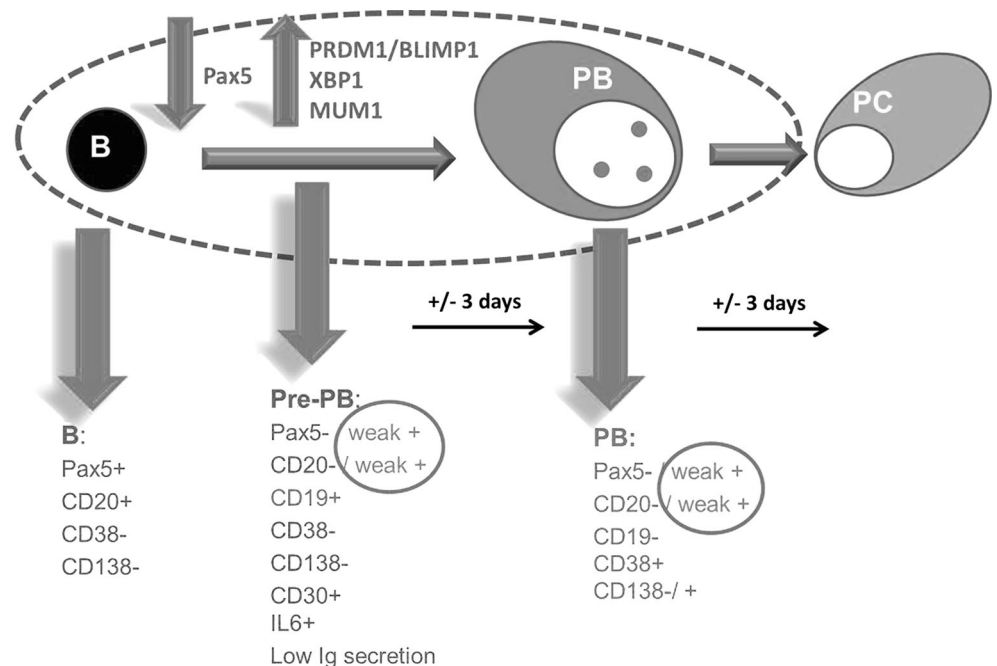 PRDM1/BLIMP1
Pax5
XBP1
MUM1
B
PB
PC
+/- 3 days
+/- 3 days
B:
Pax5+
CD20+
CD38-
CD138-
Pre-PB:
Pax5- weak +
CD20- / weak +
CD19+
CD38-
CD138-
CD30+
IL6+
Low Ig secretion
PB:
Pax5- / weak +
CD20- / weak +
CD19-
CD38+
CD138-/ +